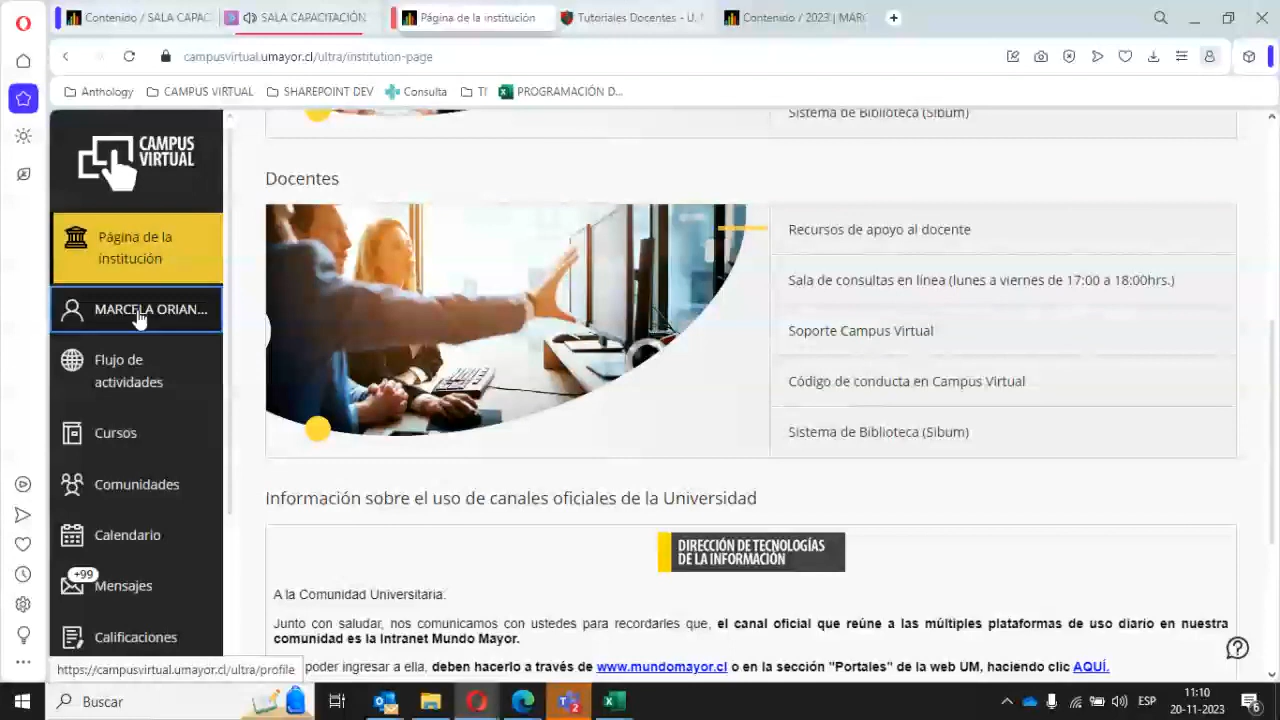 Contenido / SALA CAPAC
SALA CAPACITACIÓN
Página de la institución
Tutoriales Docentes - U. M
Contenido / 2023 | MARC
campusvirtual.umayor.cl/ultra/institution-page
Anthology
CAMPUS VIRTUAL
SHAREPOINT DEV
Consulta
TI
PROGRAMACIÓN D...
CAMPUS
VIRTUAL
Página de la
institución
MARCELA ORIAN...
Flujo de
actividades
Cursos
Comunidades
Calendario
+99
Mensajes
Calificaciones
https://campusvirtual.umayor.cl/ultra/profile
Sistema de Biblioteca (Sibum)
Docentes
Recursos de apoyo al docente
Sala de consultas en línea (lunes a viernes de 17:00 a 18:00hrs.)
Soporte Campus Virtual
Código de conducta en Campus Virtual
Sistema de Biblioteca (Sibum)
Información sobre el uso de canales oficiales de la Universidad
DIRECCIÓN DE TECNOLOGÍAS
DE LA INFORMACIÓN
A la Comunidad Universitaria.
Junto con saludar, nos comunicamos con ustedes para recordarles que, el canal oficial que reúne a las múltiples plataformas de uso diario en nuestra
comunidad es la Intranet Mundo Mayor.
poder ingresar a ella, deben hacerlo a través de www.mundomayor.cl o en la sección "Portales" de la web UM, haciendo clic AQUÍ.
Buscar
2
ESP
11:10
20-11-2023
6